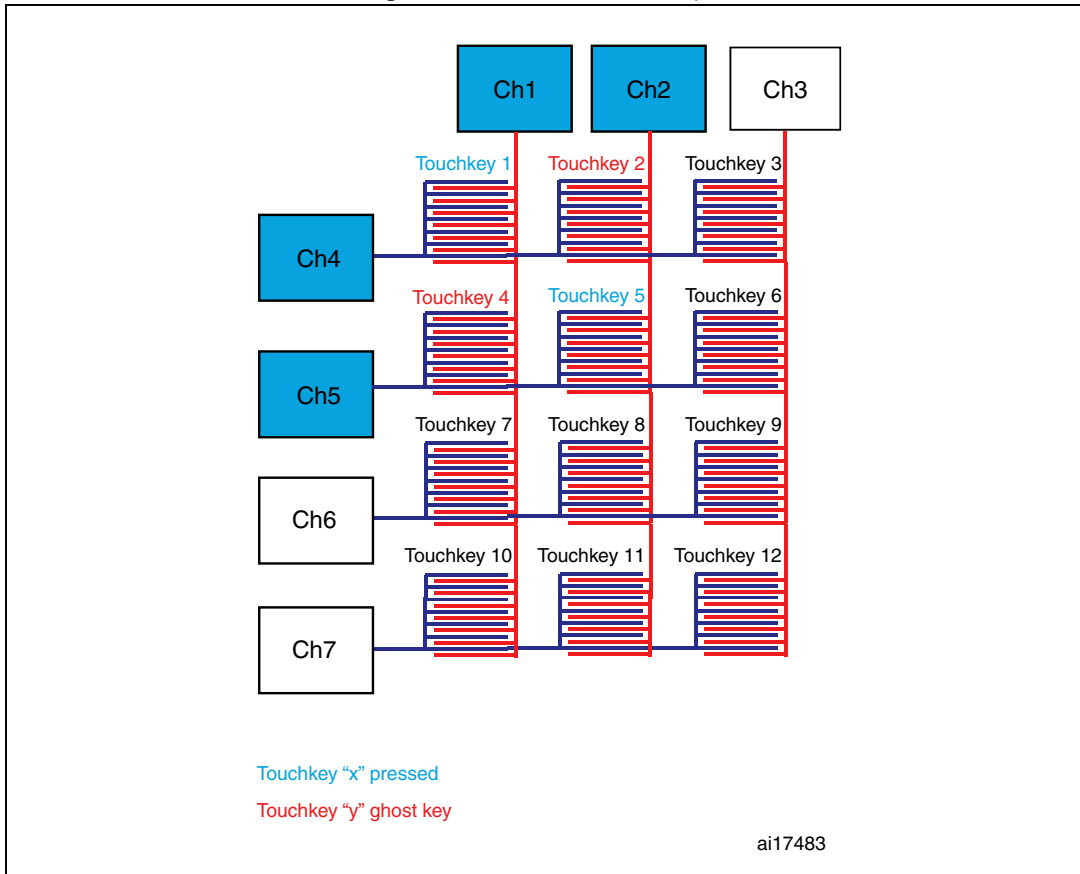 Ch1
Ch2
Ch3
Touchkey 1
Touchkey 2
Touchkey 3
Ch4
Touchkey 4
Touchkey 5
Touchkey 6
Ch5
Touchkey 7
Touchkey 8
Touchkey 9
Ch6
Touchkey 10
Touchkey 11
Touchkey 12
Ch7
Touchkey “x” pressed
Touchkey “y” ghost key
ai17483